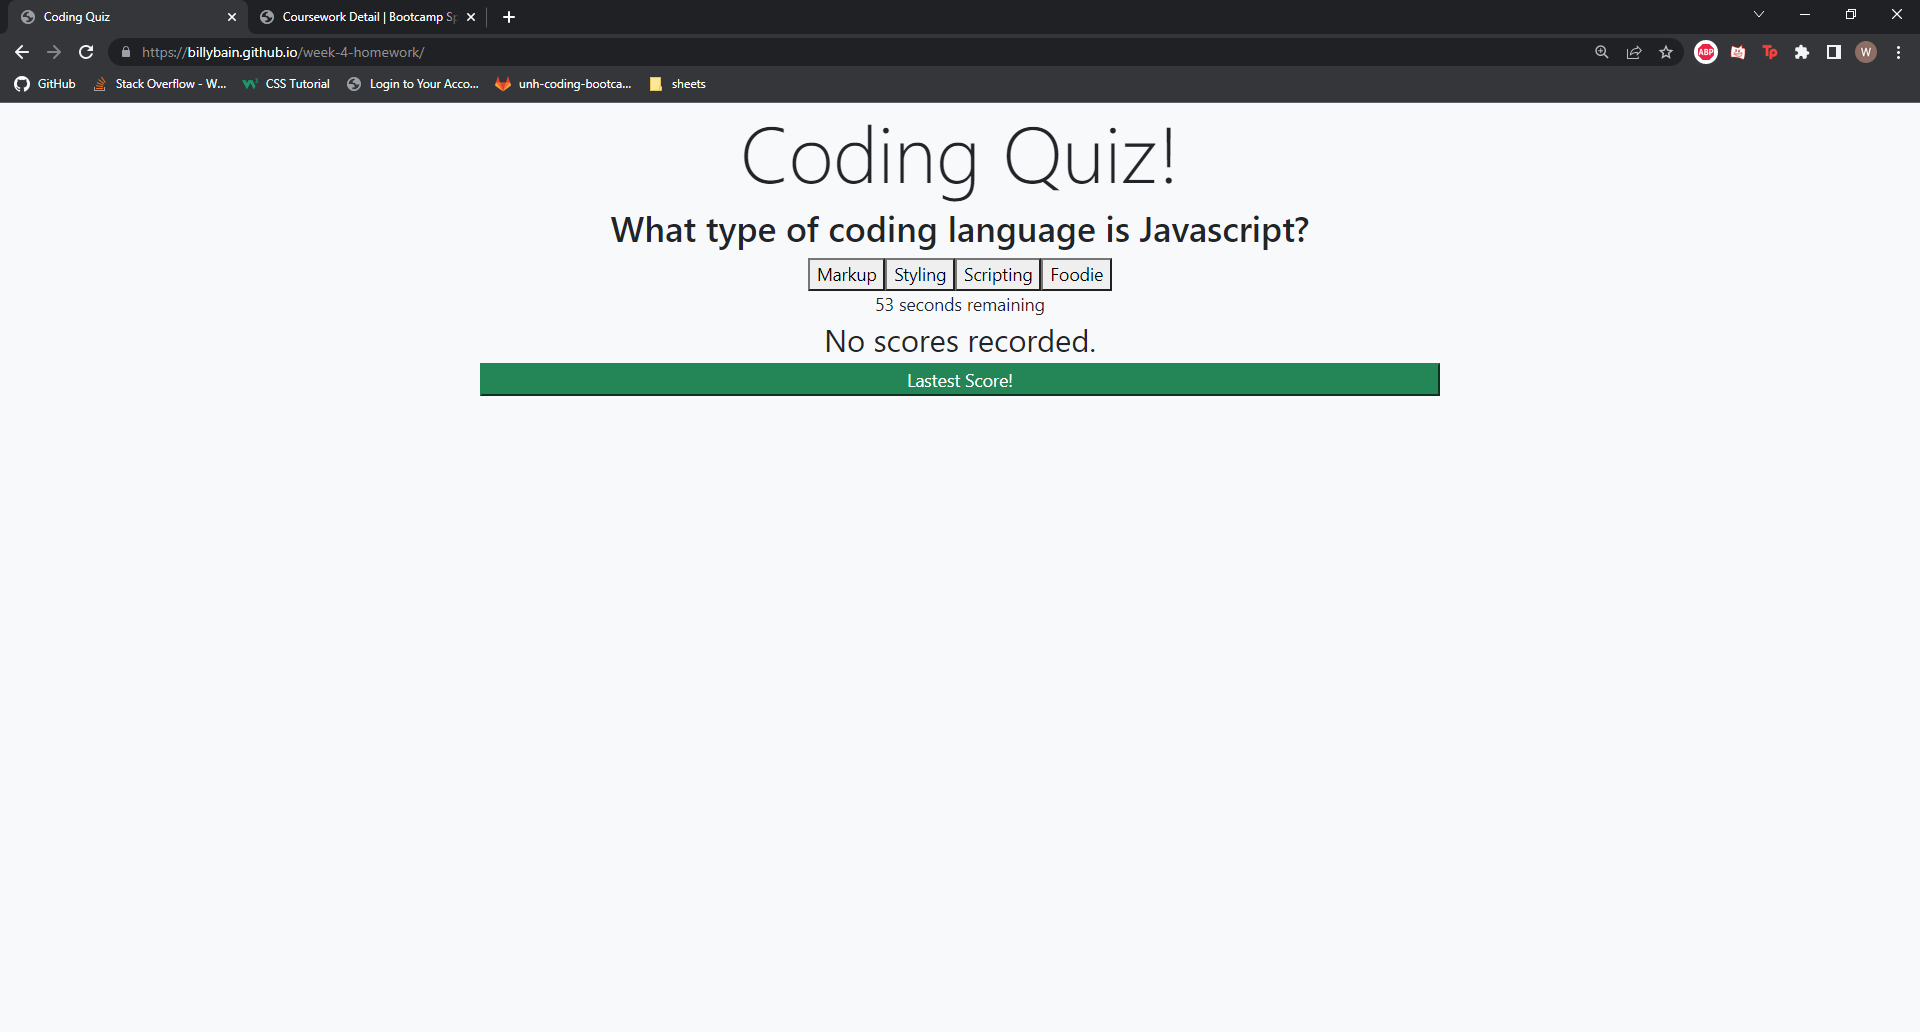 Coding Quiz
Coursework Detail | Bootcamp Sp
https://billybain.github.io/week-4-homework/
ABP
Tp
W
GitHub
Stack Overflow - W...
CSS Tutorial
Login to Your Acco...
unh-coding-bootca...
sheets
Coding Quiz!
What type of coding language is Javascript?
Markup Styling Scripting Foodie
53 seconds remaining
No scores recorded.
Lastest Score!